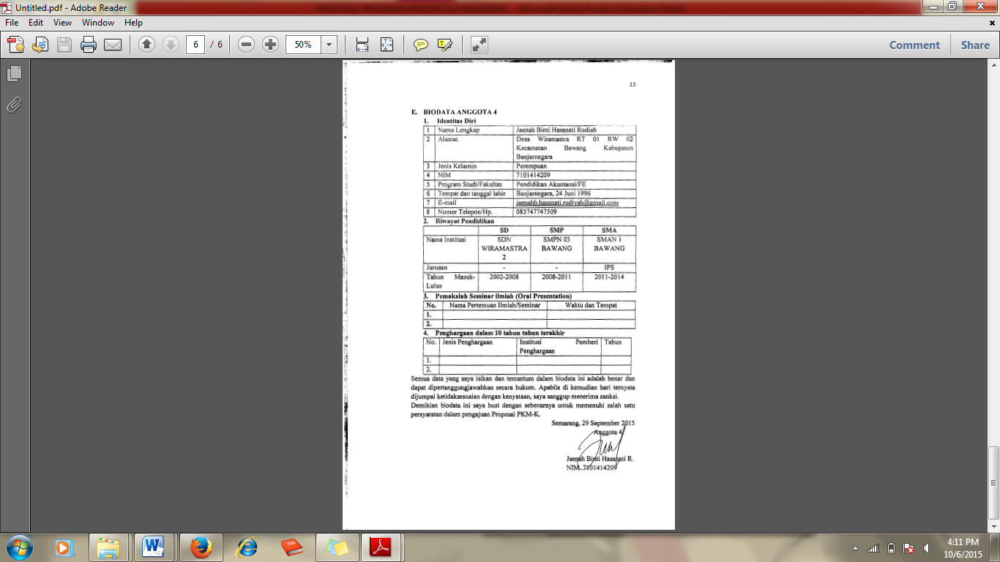 Untitled.pdf - Adobe Reader
File Edit View Window Help
6 / 6 50% Comment Share
13
E. BIODATA ANGGOTA 4
1. Identitas Diri
1 Nama Lengkap Jaenah Binti Hasanati Rodiah
2 Alamat Desa Wiramastra RT 01 RW 02
Kecamatan Bawang Kabupaten
Banjarnegara
3 Jenis Kelamin Perempuan
4 NIM 7101414209
5 Program Studi/Fakultas Pendidikan Akuntansi/FE
6 Tempat dan tanggal lahir Banjarnegara, 24 Juni 1996
7 E-mail jaenahb.hasanati.rodiyah@gmail.com
8 Nomor Telepon/Hp. 085747747509
2. Riwayat Pendidikan
SD SMP SMA
Nama Institusi SDN SMPN 03 SMAN 1
WIRAMASTRA BAWANG BAWANG
2
Jurusan - - IPS
Tahun Masuk- 2002-2008 2008-2011 2011-2014
Lulus
3. Pemakalah Seminar ilmiah (Oral Presentation)
No. Nama Pertemuan Ilmiah/Seminar Waktu dan Tempat
1.
2.
4. Penghargaan dalam 10 tahun tahun terakhir
No. Jenis Penghargaan Institusi Pemberi Tahun
Penghargaan
1.
2.
Semua data yang saya isikan dan tercantum dalam biodata ini adalah benar dan
dapat dipertanggungjawabkan secara hukum. Apabila di kemudian hari ternyata
dijumpai ketidaksesuaian dengan kenyataan, saya sanggup menerima sanksi.
Demikian biodata ini saya buat dengan sebenarnya untuk memenuhi salah satu
persyaratan dalam pengajuan Proposal PKM-K.
Semarang, 29 September 2015
Anggota 4
Jaenah Binti Hasanati R.
NIM. 7101414209
4:11 PM
10/6/2015